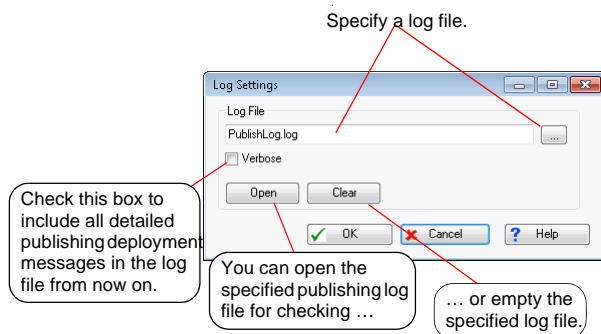 Specify a log file.
Log Settings
Log File
PublishLog.log
...
Verbose
Open
Clear
OK
Cancel
? Help
Check this box to
include all detailed
publishing deployment
messages in the log
file from now on.
You can open the
specified publishing log
file for checking …
… or empty the
specified log file.